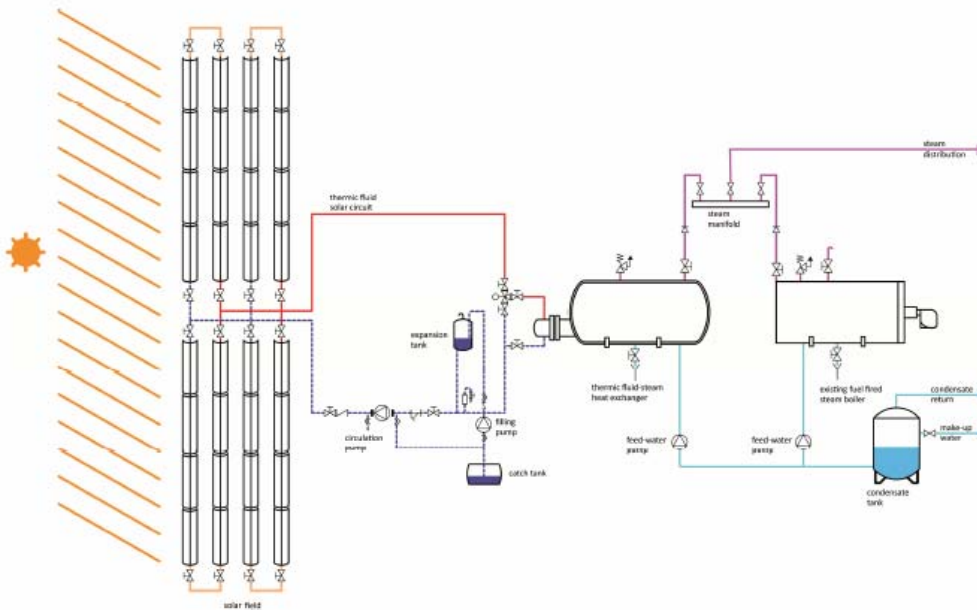 steam
distribution
thermic fluid
solar circuit
steam
manifold
expansion
tank
thermic fluid-steam
heat exchanger
existing fuel fired
steam boiler
condensate
return
circulation
pump
filling
pump
feed-water
pump
feed-water
pump
make-up
water
catch tank
condensate
tank
solar field